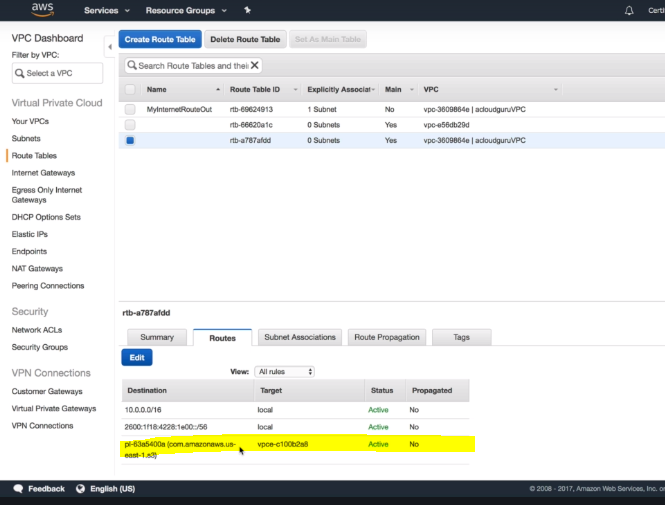 aws
Services
Resource Groups
VPC Dashboard
Filter by VPC:
Select a VPC
Virtual Private Cloud
Your VPCs
Subnets
Route Tables
Internet Gateways
Egress Only Internet
Gateways
DHCP Options Sets
Elastic IPs
Endpoints
NAT Gateways
Peering Connections
Security
Network ACLs
Security Groups
VPN Connections
Customer Gateways
Virtual Private Gateways
VPN Connections
Create Route Table Delete Route Table Set As Main Table
Search Route Tables and thei X
Name Route Table ID Explicitly Associat Main VPC
MyInternetRouteOut rtb-69624913 1 Subnet No vpc-3609864e | acloudguruVPC
rtb-66620a1c 0 Subnets Yes vpc-e56db29d
rtb-a787afdd 0 Subnets Yes vpc-3609864e | acloudguruVPC
rtb-a787afdd
Summary Routes Subnet Associations Route Propagation Tags
Edit
View: All rules
Destination Target Status Propagated
10.0.0.0/16 local Active No
2600:1f18:4228:1e00::/56 local Active No
pl-63a5400a (com.amazonaws.us- vpce-c100b2a8 Active No
east-1.s3)
Feedback English (US)
© 2008 - 2017, Amazon Web Services, Inc. or